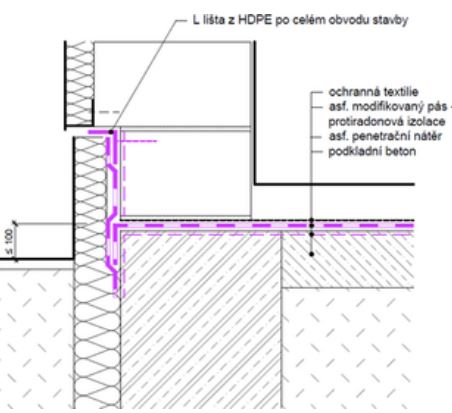 L lišta z HDPE po celém obvodu stavby
ochranná textilie
asf. modifikovaný pás -
protiradonová izolace
asf. penetrační nátěr
podkladní beton
≤ 100